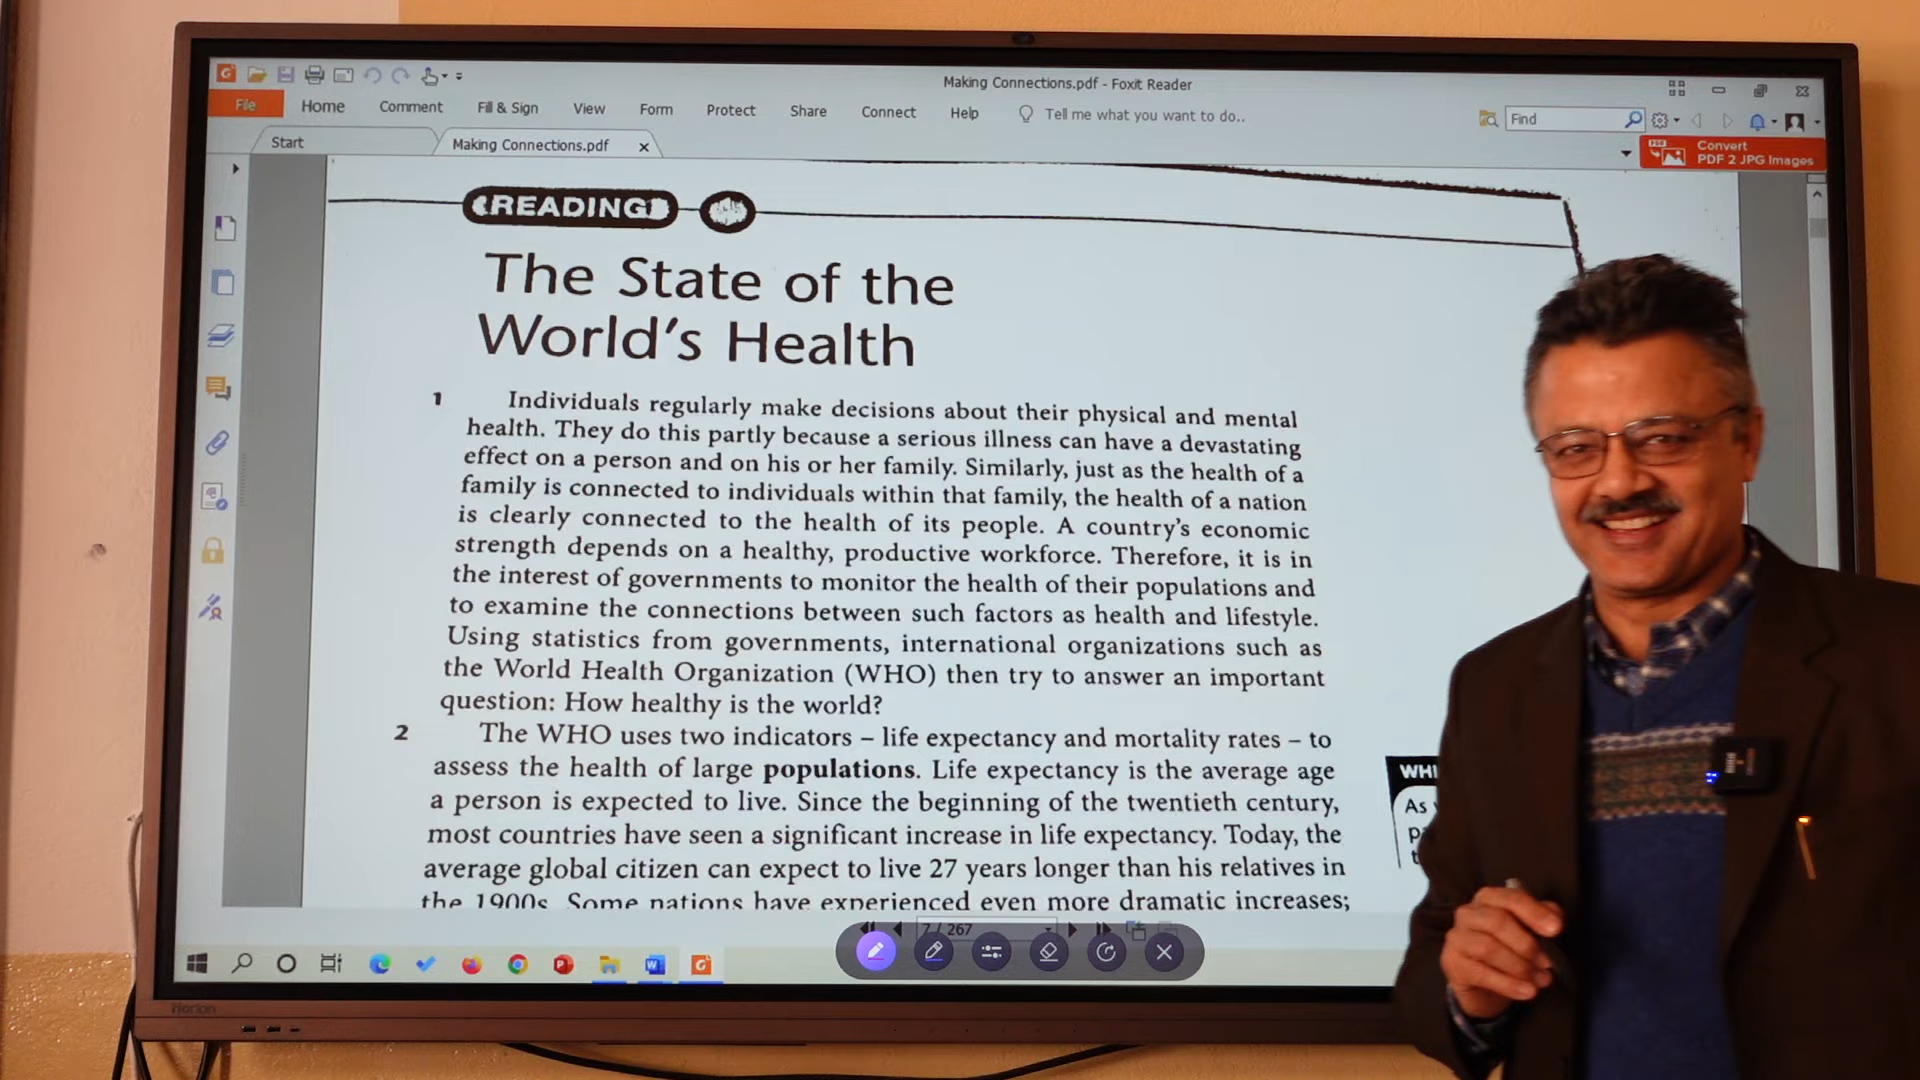 Making Connections.pdf - Foxit Reader
File Home Comment Fill & Sign View Form Protect Share Connect Help Tell me what you want to do.. Find
Start Making Connections.pdf
Convert
PDF 2 JPG Images
READING
The State of the
World's Health
1 Individuals regularly make decisions about their physical and mental
health. They do this partly because a serious illness can have a devastating
effect on a person and on his or her family. Similarly, just as the health of a
family is connected to individuals within that family, the health of a nation
is clearly connected to the health of its people. A country's economic
strength depends on a healthy, productive workforce. Therefore, it is in
the interest of governments to monitor the health of their populations and
to examine the connections between such factors as health and lifestyle.
Using statistics from governments, international organizations such as
the World Health Organization (WHO) then try to answer an important
question: How healthy is the world?
2 The WHO uses two indicators – life expectancy and mortality rates – to
assess the health of large populations. Life expectancy is the average age
a person is expected to live. Since the beginning of the twentieth century,
most countries have seen a significant increase in life expectancy. Today, the
average global citizen can expect to live 27 years longer than his relatives in
the 1900s. Some nations have experienced even more dramatic increases;
WHI
As
7 / 267
Horion